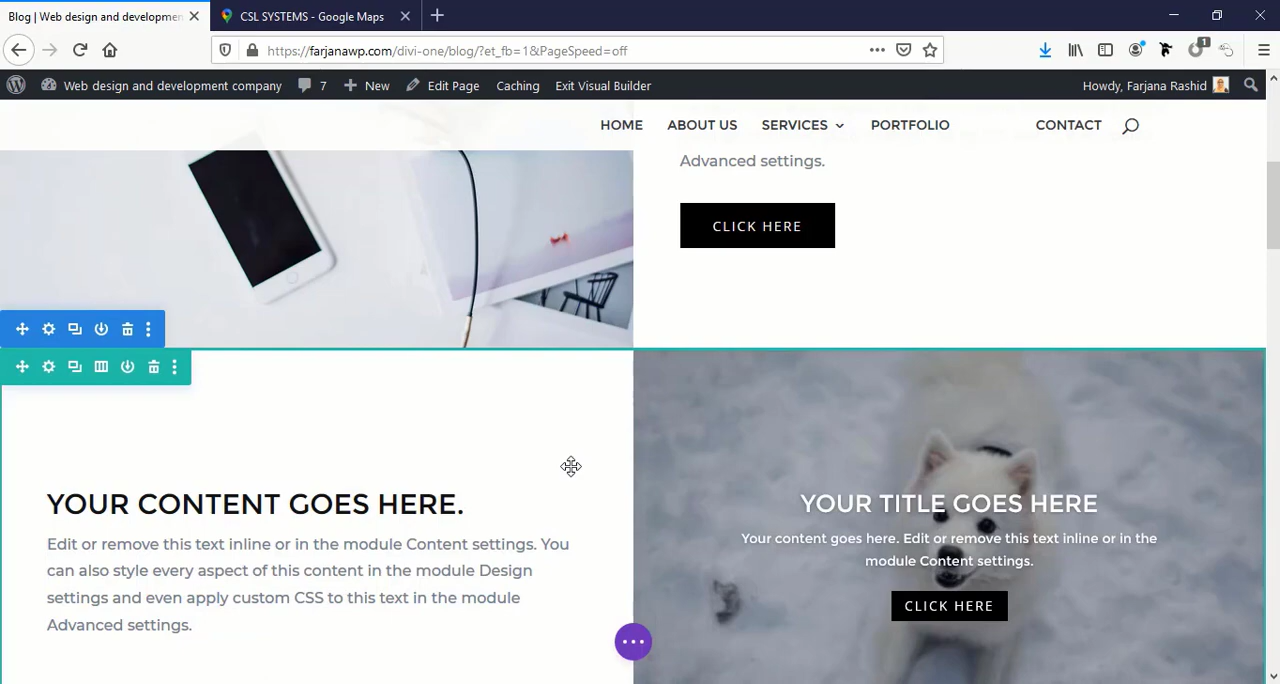 Blog | Web design and developmen
CSL SYSTEMS - Google Maps
https://farjanawp.com/divi-one/blog/?et_fb=1&PageSpeed=off
1
Web design and development company
7
New
Edit Page
Caching
Exit Visual Builder
Howdy, Farjana Rashid
HOME
ABOUT US
SERVICES
PORTFOLIO
CONTACT
Advanced settings.
CLICK HERE
YOUR CONTENT GOES HERE.
Edit or remove this text inline or in the module Content settings. You
can also style every aspect of this content in the module Design
settings and even apply custom CSS to this text in the module
Advanced settings.
YOUR TITLE GOES HERE
Your content goes here. Edit or remove this text inline or in the
module Content settings.
CLICK HERE